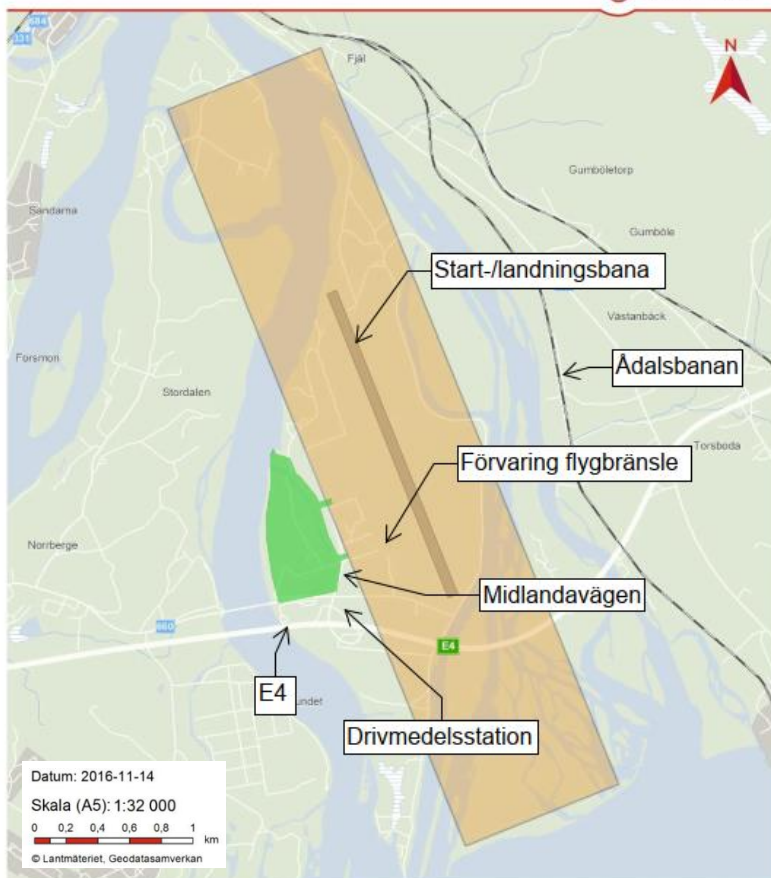 684
331
Fjäl
N
Gumböletorp
Sandarna
Gumböle
Start-/landningsbana
Västanbäck
Forsmon
Ådalsbanan
Stordalen
Torsboda
Förvaring flygbränsle
Norrberge
Midlandavägen
660
E4
E4
undet
Drivmedelsstation
Datum: 2016-11-14
Skala (A5): 1:32 000
0 0,2 0,4 0,6 0,8 1
km
© Lantmäteriet, Geodatasamverkan